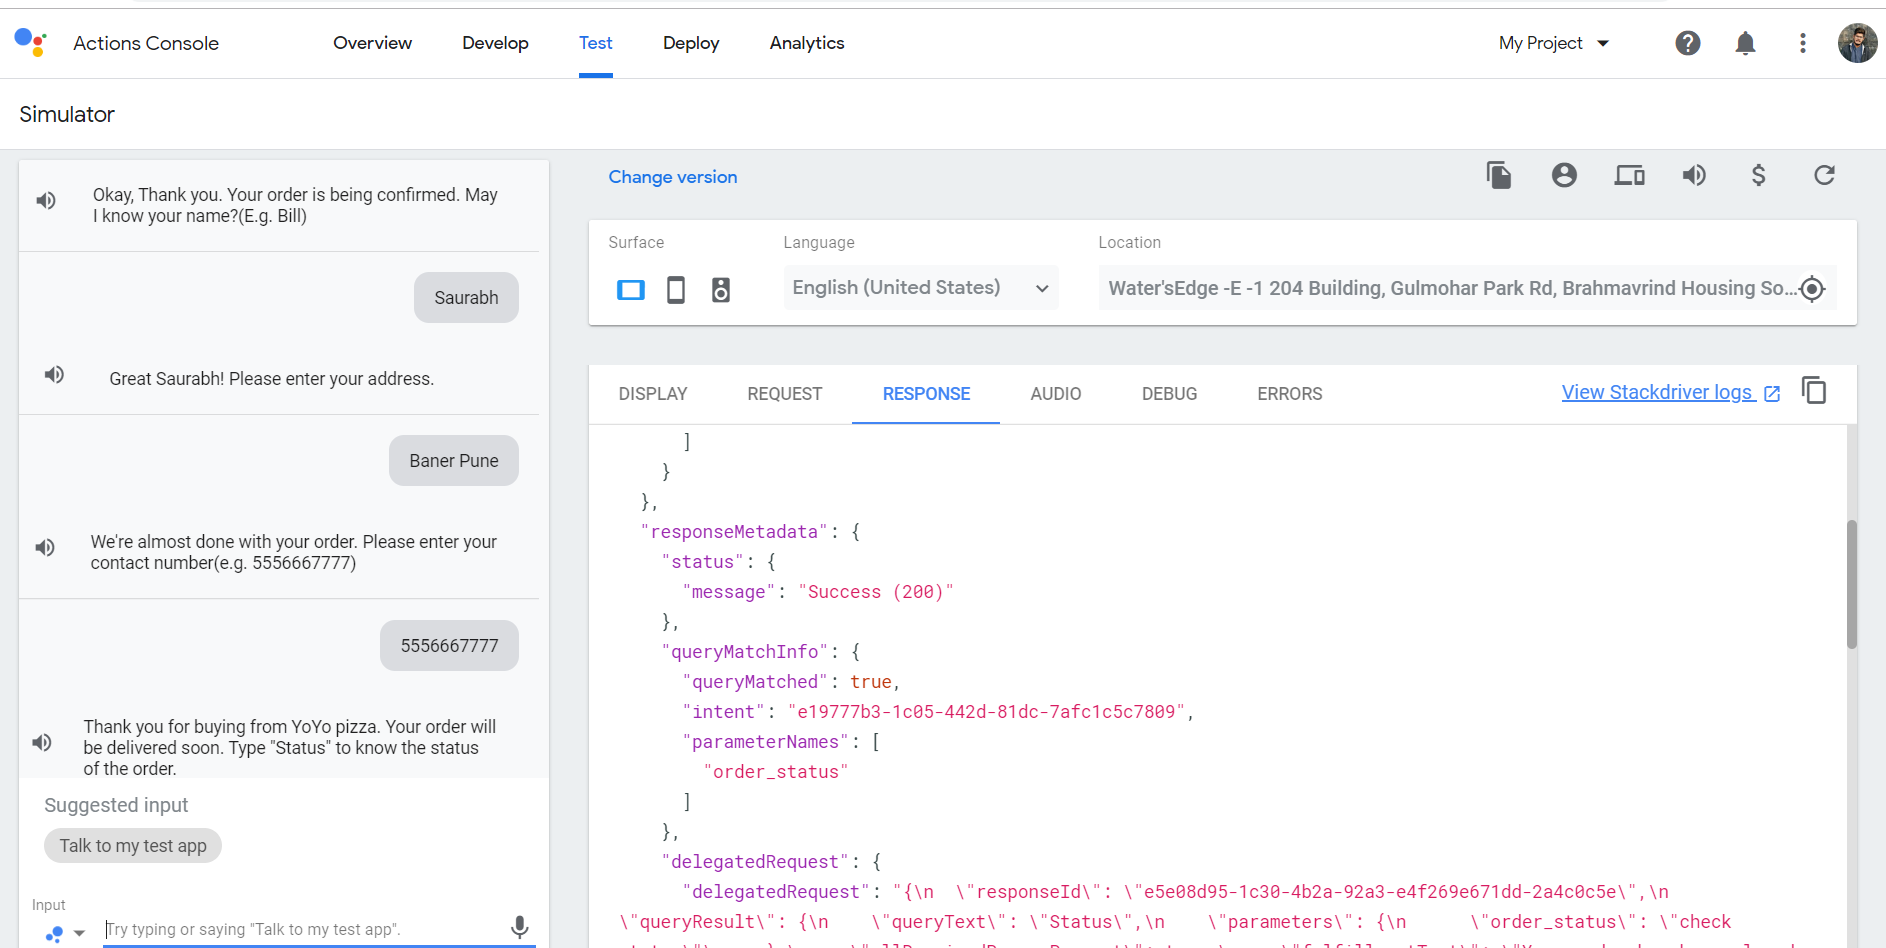 Actions Console
Overview
Develop
Test
Deploy
Analytics
My Project
Simulator
Okay, Thank you. Your order is being confirmed. May
I know your name?(E.g. Bill)
Saurabh
Great Saurabh! Please enter your address.
Baner Pune
We're almost done with your order. Please enter your
contact number(e.g. 5556667777)
5556667777
Thank you for buying from YoYo pizza. Your order will
be delivered soon. Type "Status" to know the status
of the order.
Suggested input
Talk to my test app
Input
Try typing or saying "Talk to my test app".
Change version
Surface
Language
Location
English (United States)
Water'sEdge -E -1 204 Building, Gulmohar Park Rd, Brahmavrind Housing So...
DISPLAY
REQUEST
RESPONSE
AUDIO
DEBUG
ERRORS
View Stackdriver logs
]
}
},
"responseMetadata": {
"status": {
"message": "Success (200)"
},
"queryMatchInfo": {
"queryMatched": true,
"intent": "e19777b3-1c05-442d-81dc-7afc1c5c7809",
"parameterNames": [
"order_status"
]
},
"delegatedRequest": {
"delegatedRequest": "{\n  \"responseId\": \"e5e08d95-1c30-4b2a-92a3-e4f269e671dd-2a4c0c5e\",\n
\"queryResult\": {\n    \"queryText\": \"Status\",\n    \"parameters\": {\n      \"order_status\": \"check